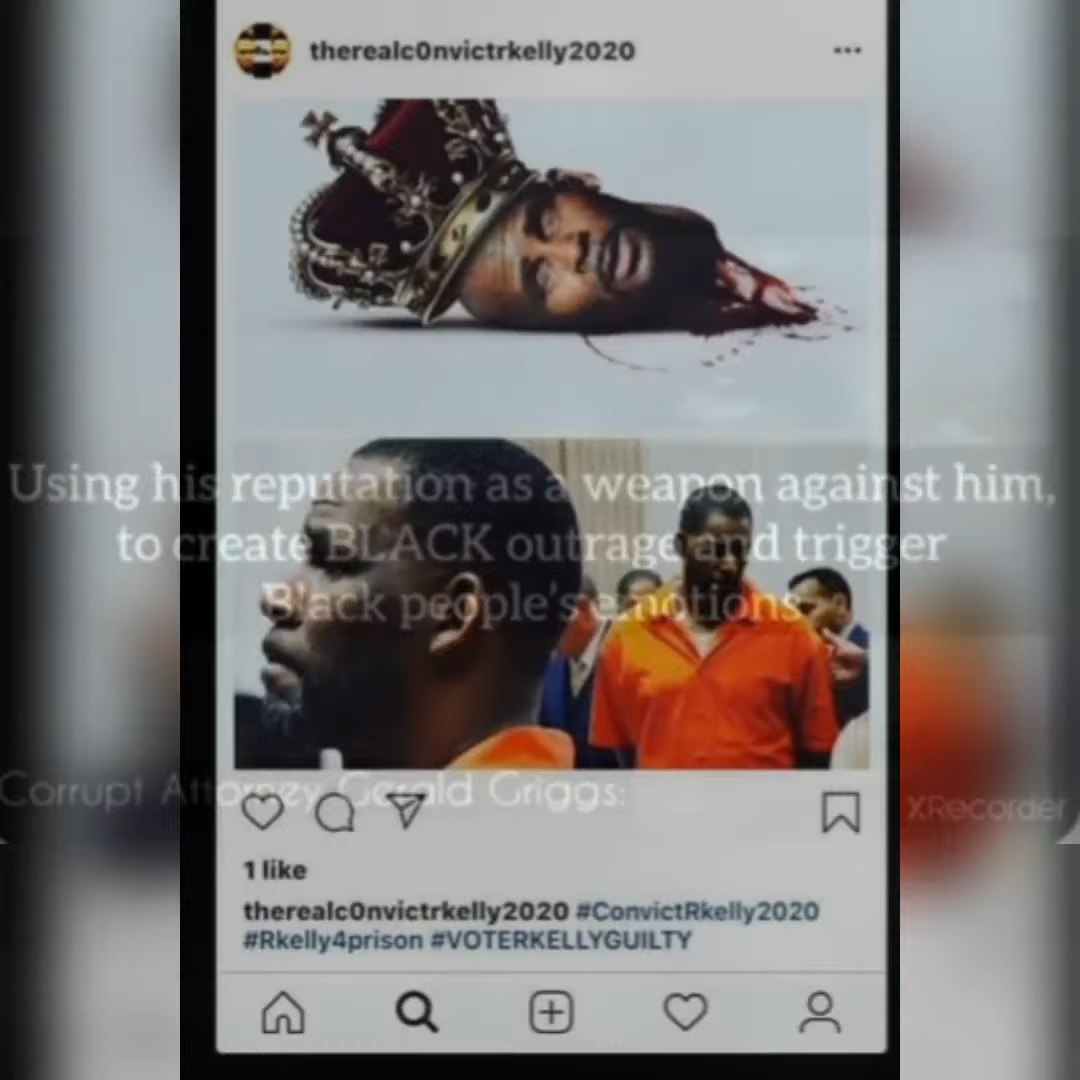 therealc0nvictrkelly2020
Using his reputation as a weapon against him,
to create BLACK outrage and trigger
Black people's emotions.
Corrupt Attorney Gerald Griggs:
XRecorder
1 like
therealc0nvictrkelly2020 #ConvictRkelly2020
#Rkelly4prison #VOTERKELLYGUILTY